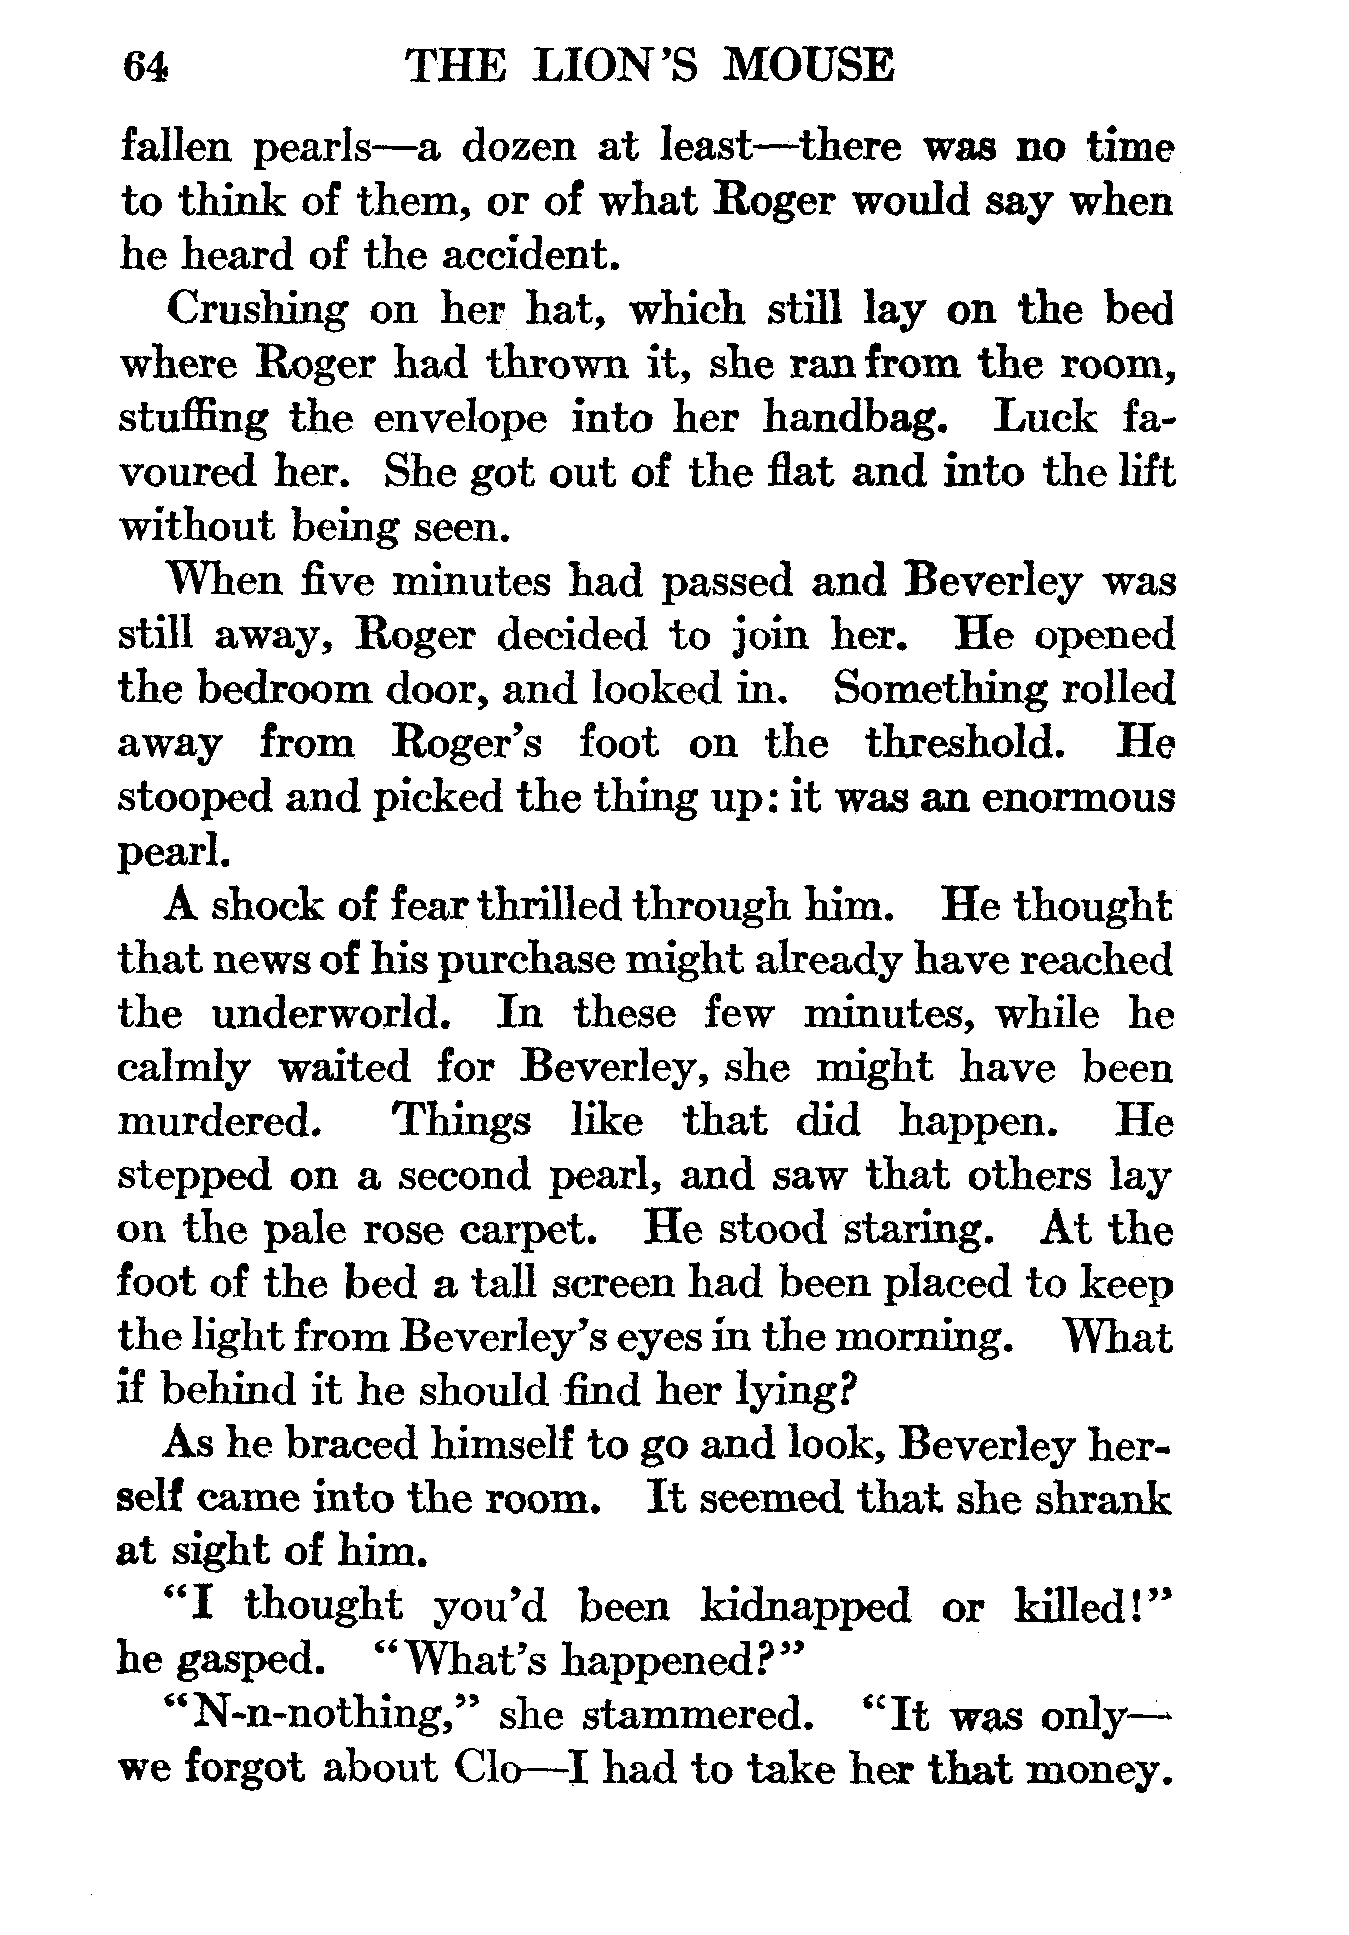 64 THE LION'S MOUSE
fallen pearls—a dozen at least—there was no time
to think of them, or of what Roger would say when
he heard of the accident.
Crushing on her hat, which still lay on the bed
where Roger had thrown it, she ran from the room,
stuffing the envelope into her handbag. Luck fa-
voured her. She got out of the flat and into the lift
without being seen.
When five minutes had passed and Beverley was
still away, Roger decided to join her. He opened
the bedroom door, and looked in. Something rolled
away from Roger's foot on the threshold. He
stooped and picked the thing up: it was an enormous
pearl.
A shock of fear thrilled through him. He thought
that news of his purchase might already have reached
the underworld. In these few minutes, while he
calmly waited for Beverley, she might have been
murdered. Things like that did happen. He
stepped on a second pearl, and saw that others lay
on the pale rose carpet. He stood staring. At the
foot of the bed a tall screen had been placed to keep
the light from Beverley's eyes in the morning. What
if behind it he should find her lying?
As he braced himself to go and look, Beverley her-
self came into the room. It seemed that she shrank
at sight of him.
“I thought you'd been kidnapped or killed!”
he gasped. “What's happened?”
“N-n-nothing,” she stammered. “It was only—
we forgot about Clo—I had to take her that money.